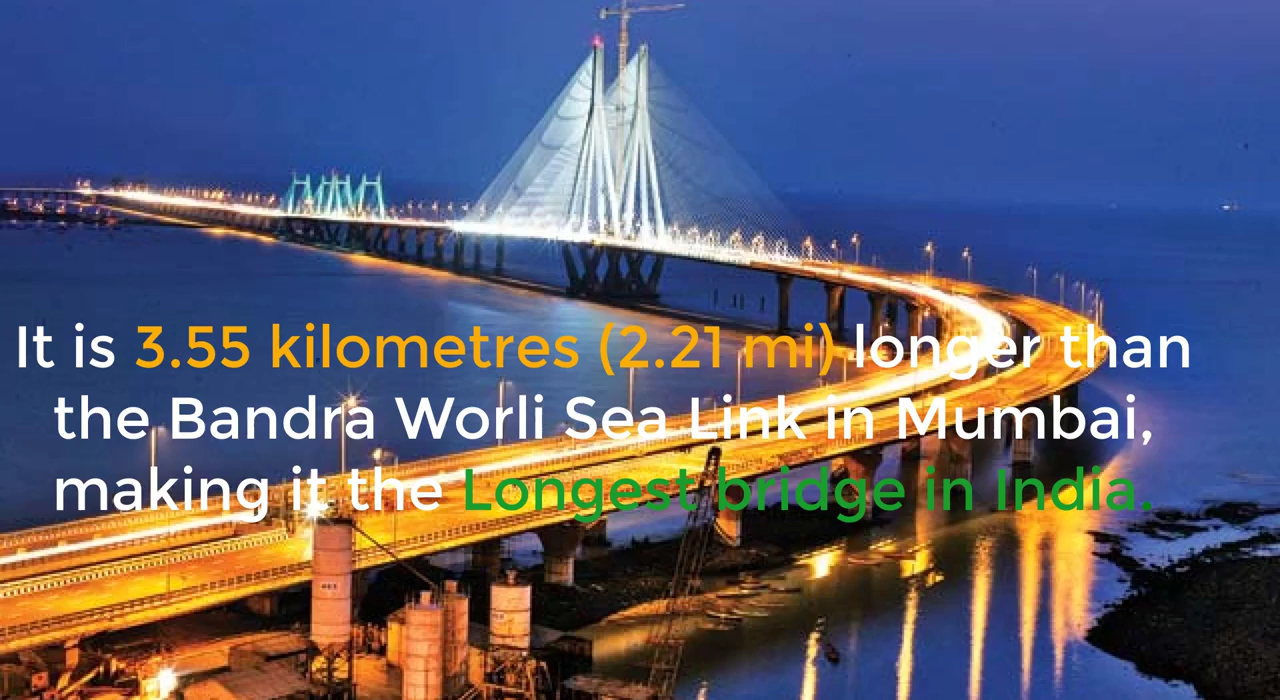 It is 3.55 kilometres (2.21 mi) longer than
the Bandra Worli Sea Link in Mumbai,
making it the Longest bridge in India.